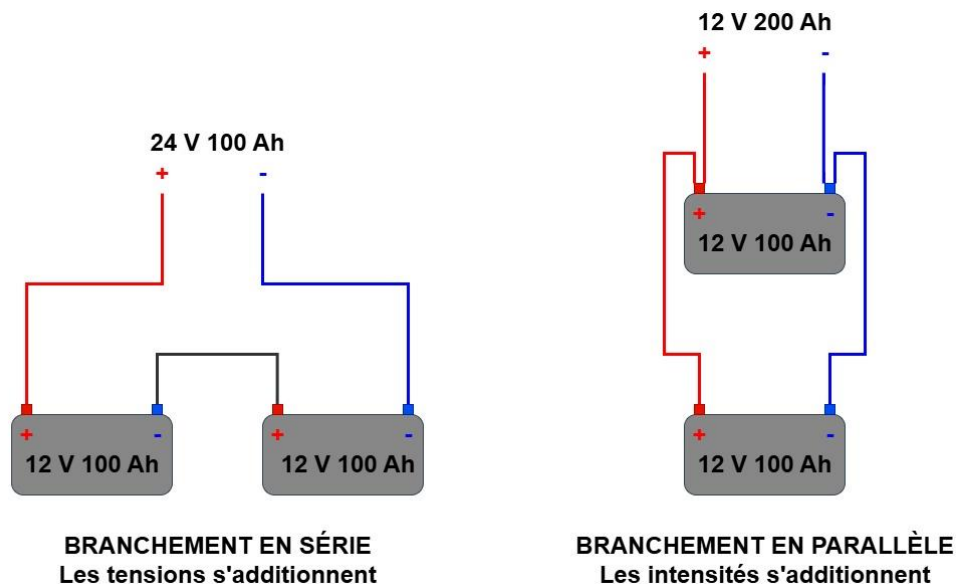 24 V 100 Ah
+ -
+ - + -
12 V 100 Ah 12 V 100 Ah
BRANCHEMENT EN SÉRIE
Les tensions s'additionnent
12 V 200 Ah
+ -
+ -
12 V 100 Ah
+ -
12 V 100 Ah
BRANCHEMENT EN PARALLÈLE
Les intensités s'additionnent